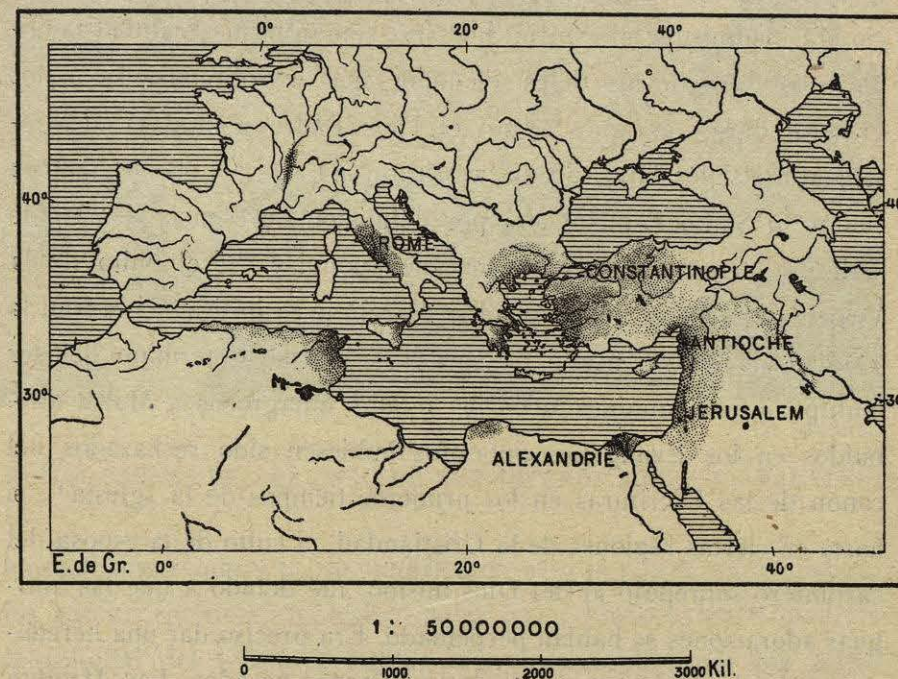 0° 20° 40°
40° 40
ROME
CONSTANTINOPLE
ANTIOCHE
30° 30
JERUSALEM
ALEXANDRIE
E. de Gr. 0° 20° 40°
1: 50000000
0 1000 2000 3000 Kil.